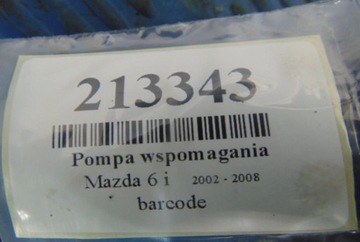 213343
Pompa wspomagania
Mazda 6 i 2002 - 2008
barcode